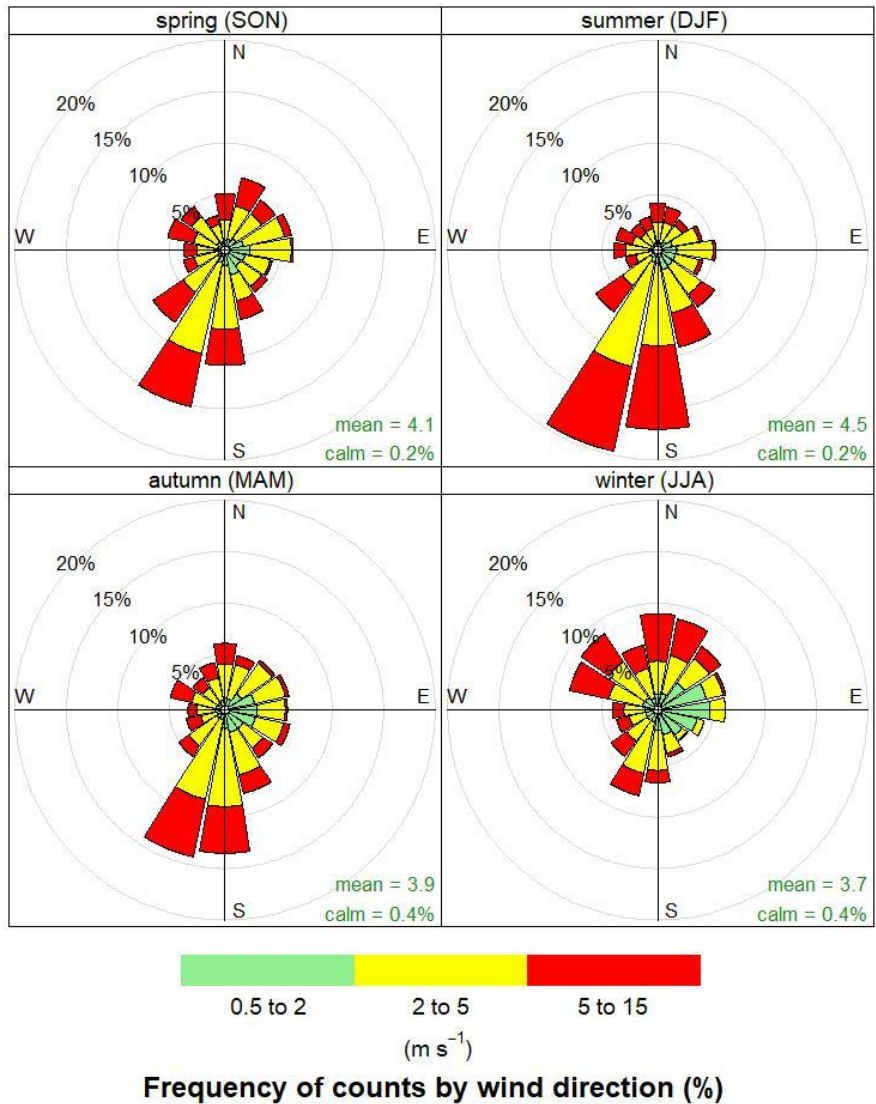 spring (SON)
N
20%
15%
10%
5%
W
E
mean = 4.1
S
calm = 0.2%
summer (DJF)
N
20%
15%
10%
5%
W
E
mean = 4.5
S
calm = 0.2%
autumn (MAM)
N
20%
15%
10%
5%
W
E
mean = 3.9
S
calm = 0.4%
winter (JJA)
N
20%
15%
10%
5%
W
E
mean = 3.7
S
calm = 0.4%
0.5 to 2
2 to 5
5 to 15
(m s⁻¹)
Frequency of counts by wind direction (%)